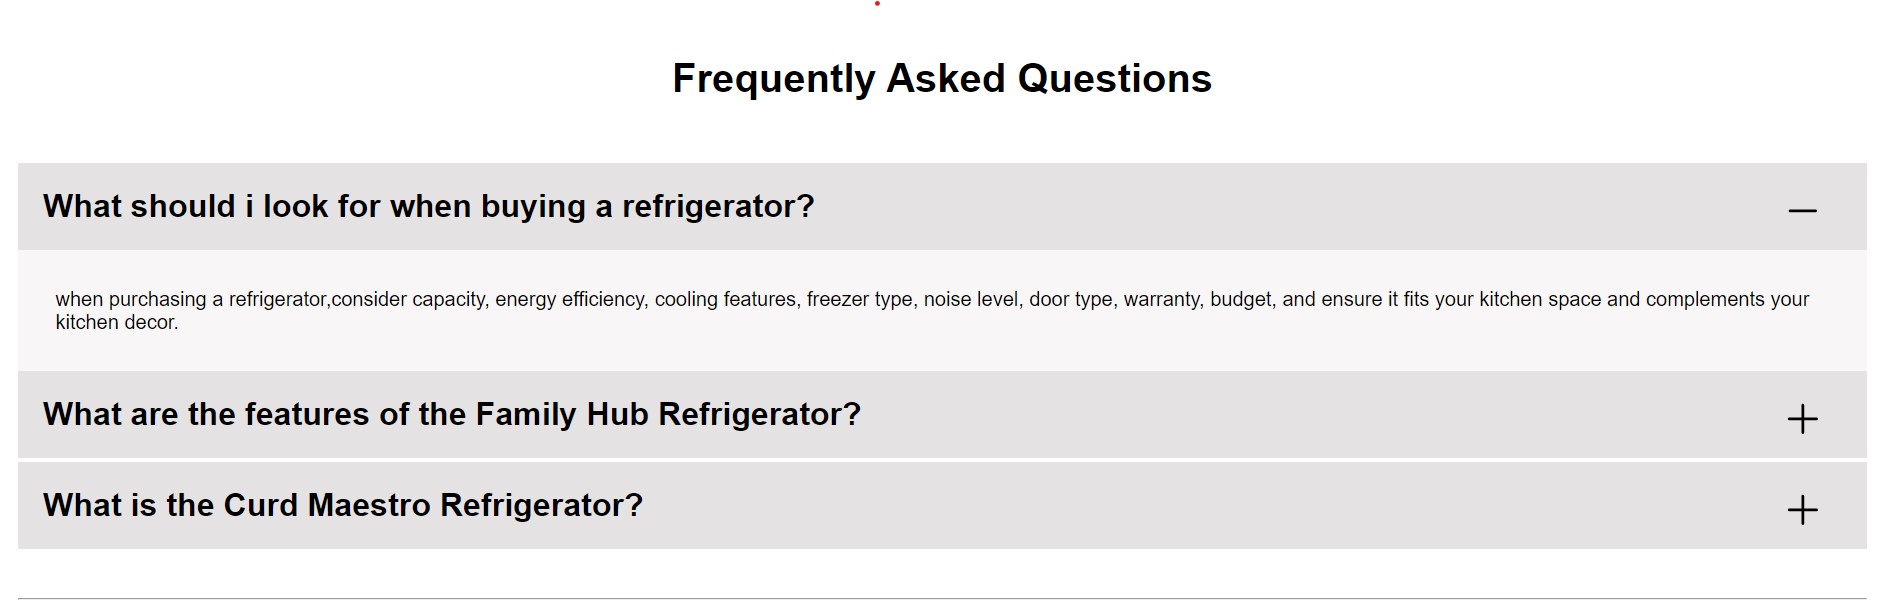 Frequently Asked Questions
What should i look for when buying a refrigerator?
when purchasing a refrigerator,consider capacity, energy efficiency, cooling features, freezer type, noise level, door type, warranty, budget, and ensure it fits your kitchen space and complements your
kitchen decor.
What are the features of the Family Hub Refrigerator?
What is the Curd Maestro Refrigerator?